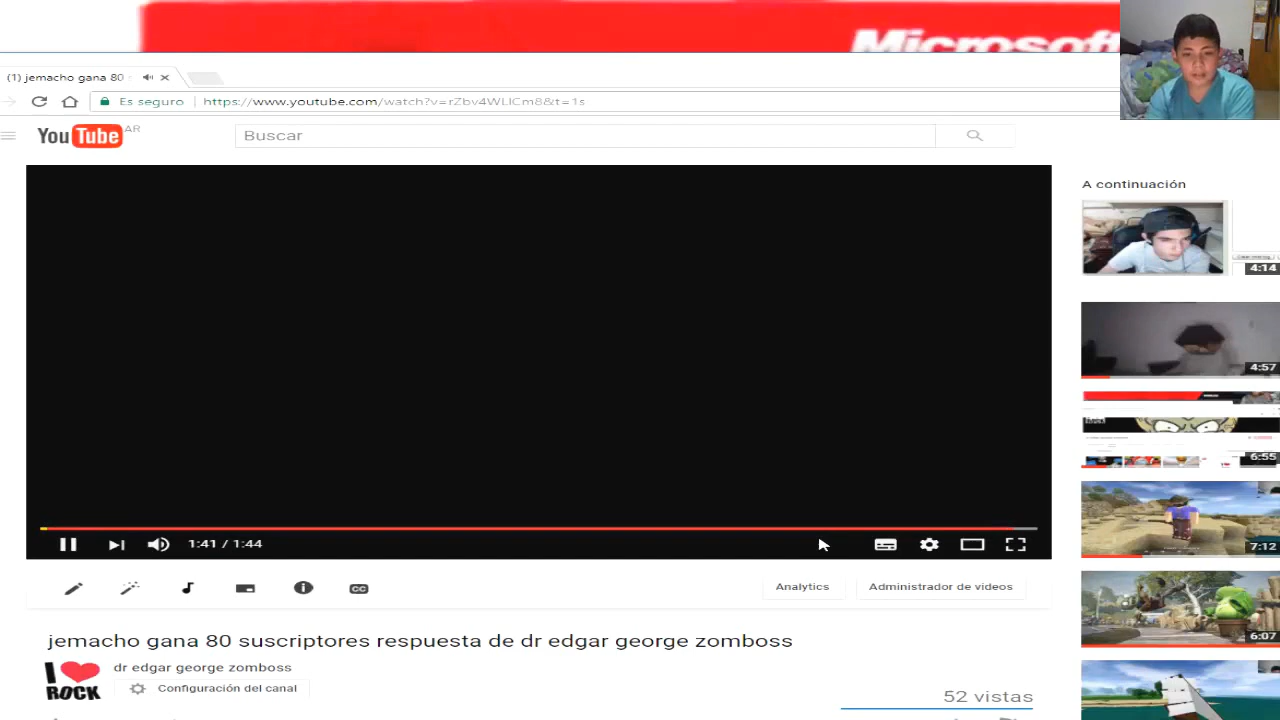 Microsoft
(1) jemacho gana 80
Es seguro
https://www.youtube.com/watch?v=rZbv4WLlCm8&t=1s
YouTube AR
Buscar
A continuación
4:14
4:57
6:55
7:12
6:07
1:41 / 1:44
Analytics
Administrador de vídeos
jemacho gana 80 suscriptores respuesta de dr edgar george zomboss
I ROCK
dr edgar george zomboss
Configuración del canal
52 vistas